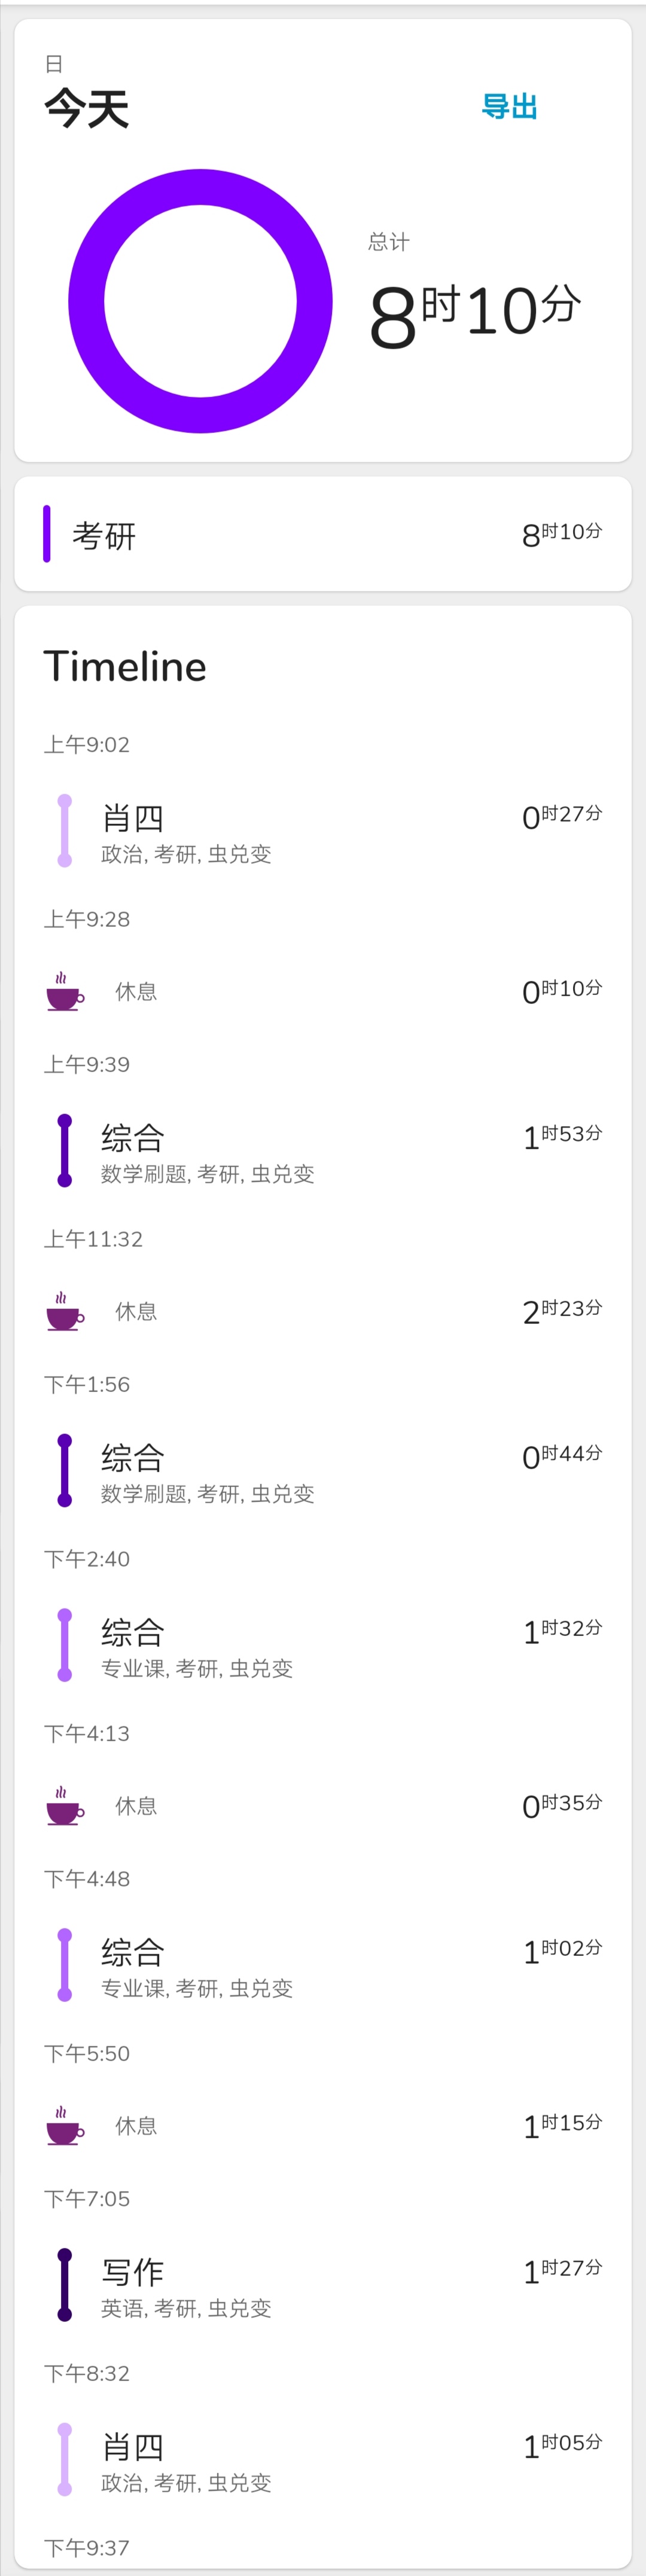 日
今天
导出
总计
8时10分
考研 8时10分
Timeline
上午9:02
肖四 0时27分
政治, 考研, 虫兑变
上午9:28
休息 0时10分
上午9:39
综合 1时53分
数学刷题, 考研, 虫兑变
上午11:32
休息 2时23分
下午1:56
综合 0时44分
数学刷题, 考研, 虫兑变
下午2:40
综合 1时32分
专业课, 考研, 虫兑变
下午4:13
休息 0时35分
下午4:48
综合 1时02分
专业课, 考研, 虫兑变
下午5:50
休息 1时15分
下午7:05
写作 1时27分
英语, 考研, 虫兑变
下午8:32
肖四 1时05分
政治, 考研, 虫兑变
下午9:37